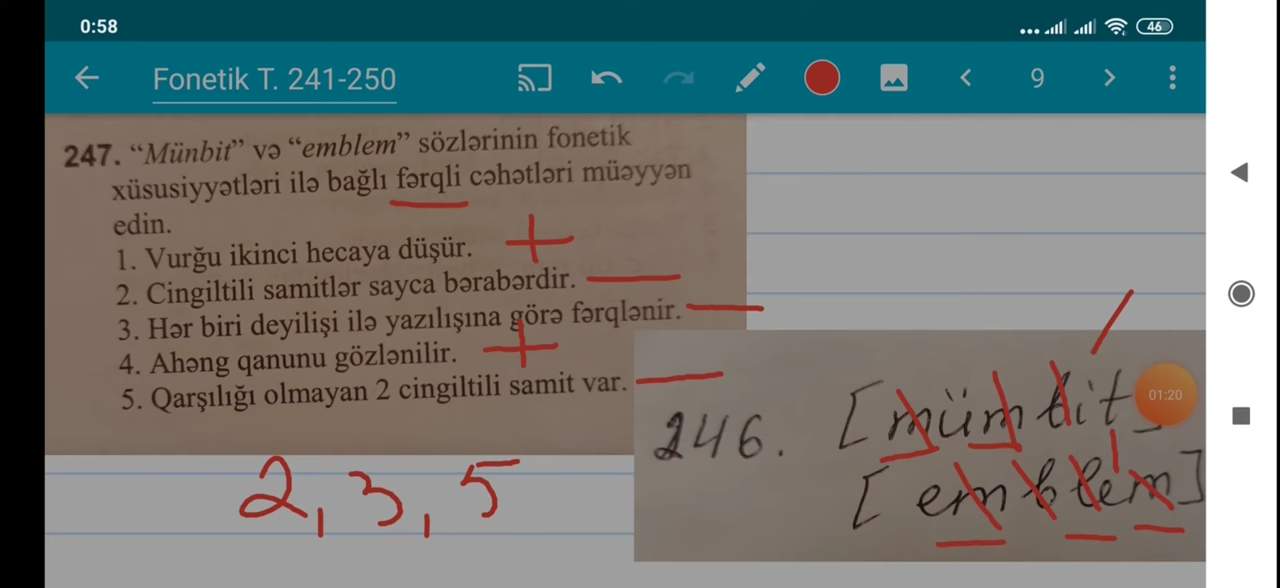 0:58
46
Fonetik T. 241-250
9
247. “Münbit” və “emblem” sözlərinin fonetik
xüsusiyyətləri ilə bağlı fərqli cəhətləri müəyyən
edin.
1. Vurğu ikinci hecaya düşür. +
2. Cingiltili samitlər sayca bərabərdir. —
3. Hər biri deyilişi ilə yazılışına görə fərqlənir. —
4. Ahəng qanunu gözlənilir. +
5. Qarşılığı olmayan 2 cingiltili samit var. —
2, 3, 5
246. [mümbit]
[emblem]
01:20